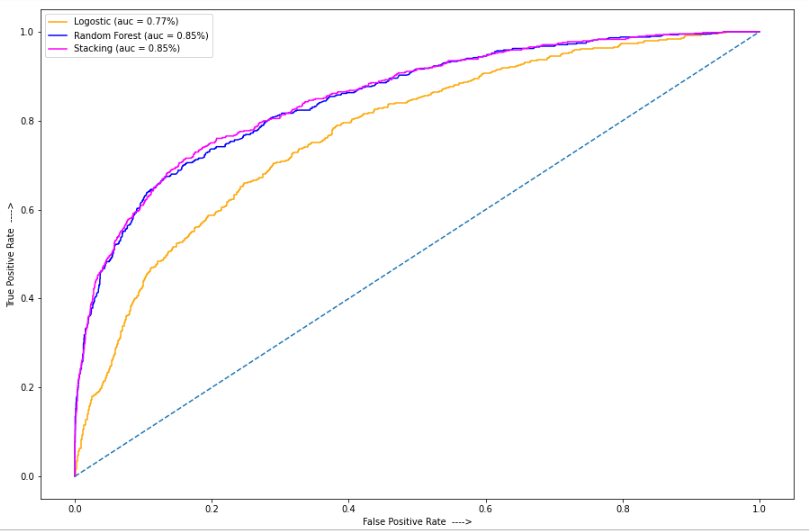 Logostic (auc = 0.77%)
Random Forest (auc = 0.85%)
Stacking (auc = 0.85%)
1.0
0.8
0.6
0.4
0.2
0.0
True Positive Rate ---->
0.0 0.2 0.4 0.6 0.8 1.0
False Positive Rate ---->